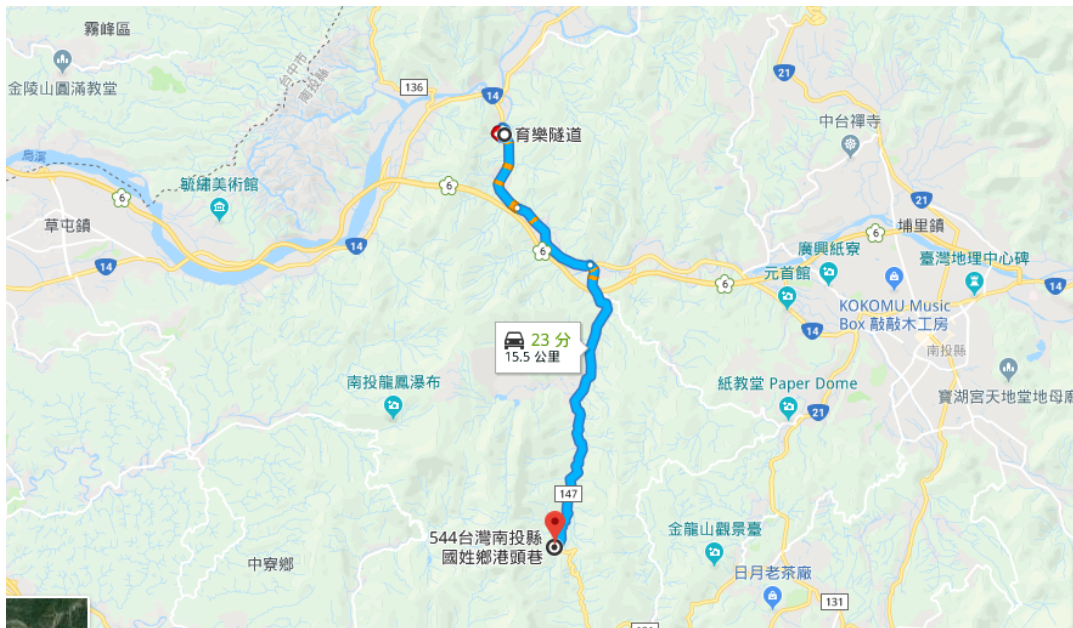 霧峰區
金陵山圓滿教堂
台中市
南投縣
136
14
21
育樂隧道
中台禪寺
烏溪
6
毓繡美術館
6
6
21
草屯鎮
14
14
埔里鎮
6
廣興紙寮
臺灣地理中心碑
6
元首館
6
14
KOKOMU Music
Box 敲敲木工房
14
23 分
15.5 公里
南投縣
南投龍鳳瀑布
紙教堂 Paper Dome
21
寶湖宮天地堂地母廟
147
544台灣南投縣
國姓鄉港頭巷
金龍山觀景臺
中寮鄉
日月老茶廠
131